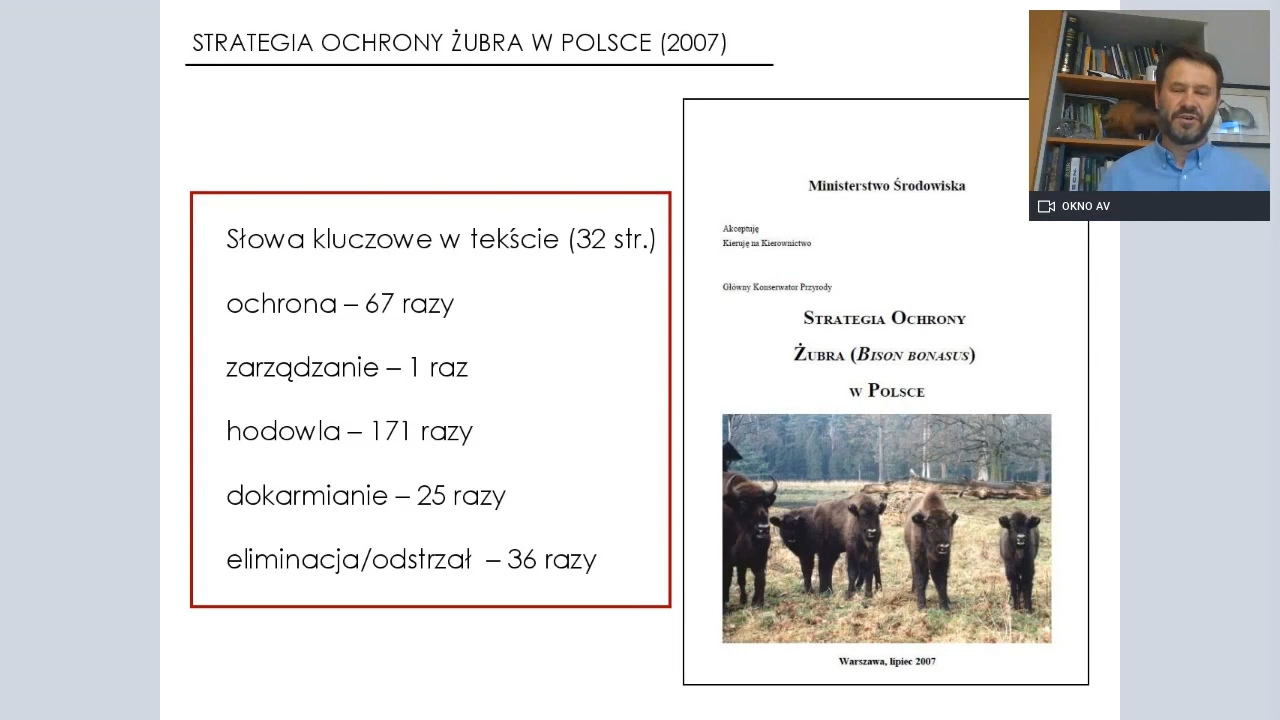 STRATEGIA OCHRONY ŻUBRA W POLSCE (2007)
Słowa kluczowe w tekście (32 str.)
ochrona – 67 razy
zarządzanie – 1 raz
hodowla – 171 razy
dokarmianie – 25 razy
eliminacja/odstrzał – 36 razy
Ministerstwo Środowiska
Akceptuję
Kieruję na Kierownictwo
Główny Konserwator Przyrody
STRATEGIA OCHRONY
ŻUBRA (BISON BONASUS)
W POLSCE
Warszawa, lipiec 2007
OKNO AV